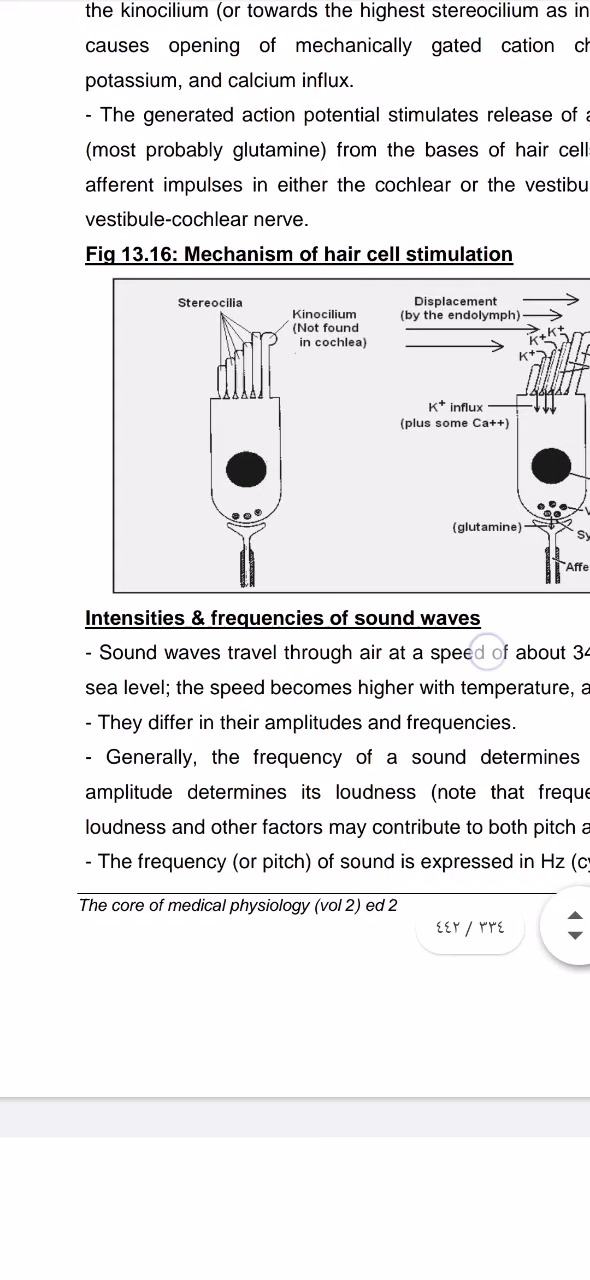 the kinocilium (or towards the highest stereocilium as in
causes opening of mechanically gated cation
potassium, and calcium influx.
- The generated action potential stimulates release of
(most probably glutamine) from the bases of hair
afferent impulses in either the cochlear or the
vestibule-cochlear nerve.
Fig 13.16: Mechanism of hair cell stimulation
Stereocilia
Kinocilium
(Not found
in cochlea)
Displacement
(by the endolymph)
K+
K+
K+
K+ influx
(plus some Ca++)
(glutamine)
Intensities & frequencies of sound waves
- Sound waves travel through air at a speed of about
sea level; the speed becomes higher with temperature,
- They differ in their amplitudes and frequencies.
- Generally, the frequency of a sound determines
amplitude determines its loudness (note that
loudness and other factors may contribute to both pitch
- The frequency (or pitch) of sound is expressed in Hz
The core of medical physiology (vol 2) ed 2
٤٤٢ / ٣٣٤